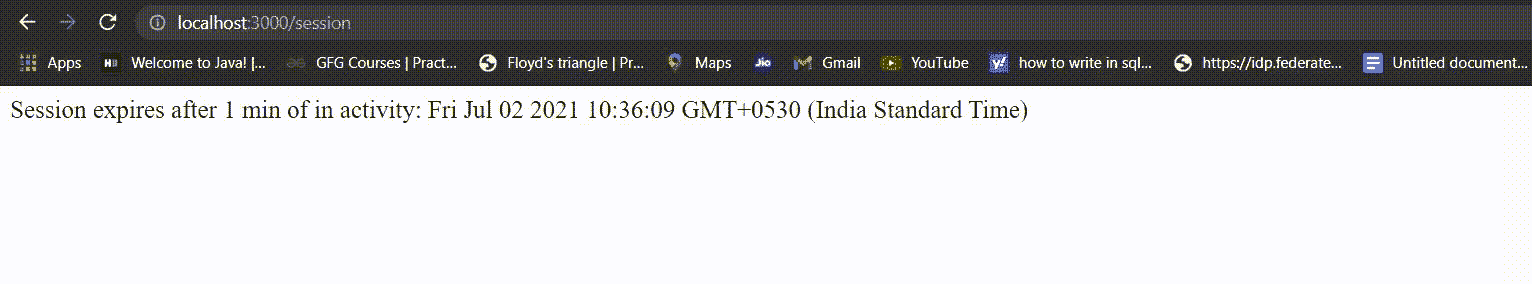 localhost:3000/session
Apps Welcome to Java! |... GFG Courses | Pract... Floyd's triangle | Pr... Maps Jio Gmail YouTube y! how to write in sql... https://idp.federate... Untitled document...
Session expires after 1 min of in activity: Fri Jul 02 2021 10:36:09 GMT+0530 (India Standard Time)